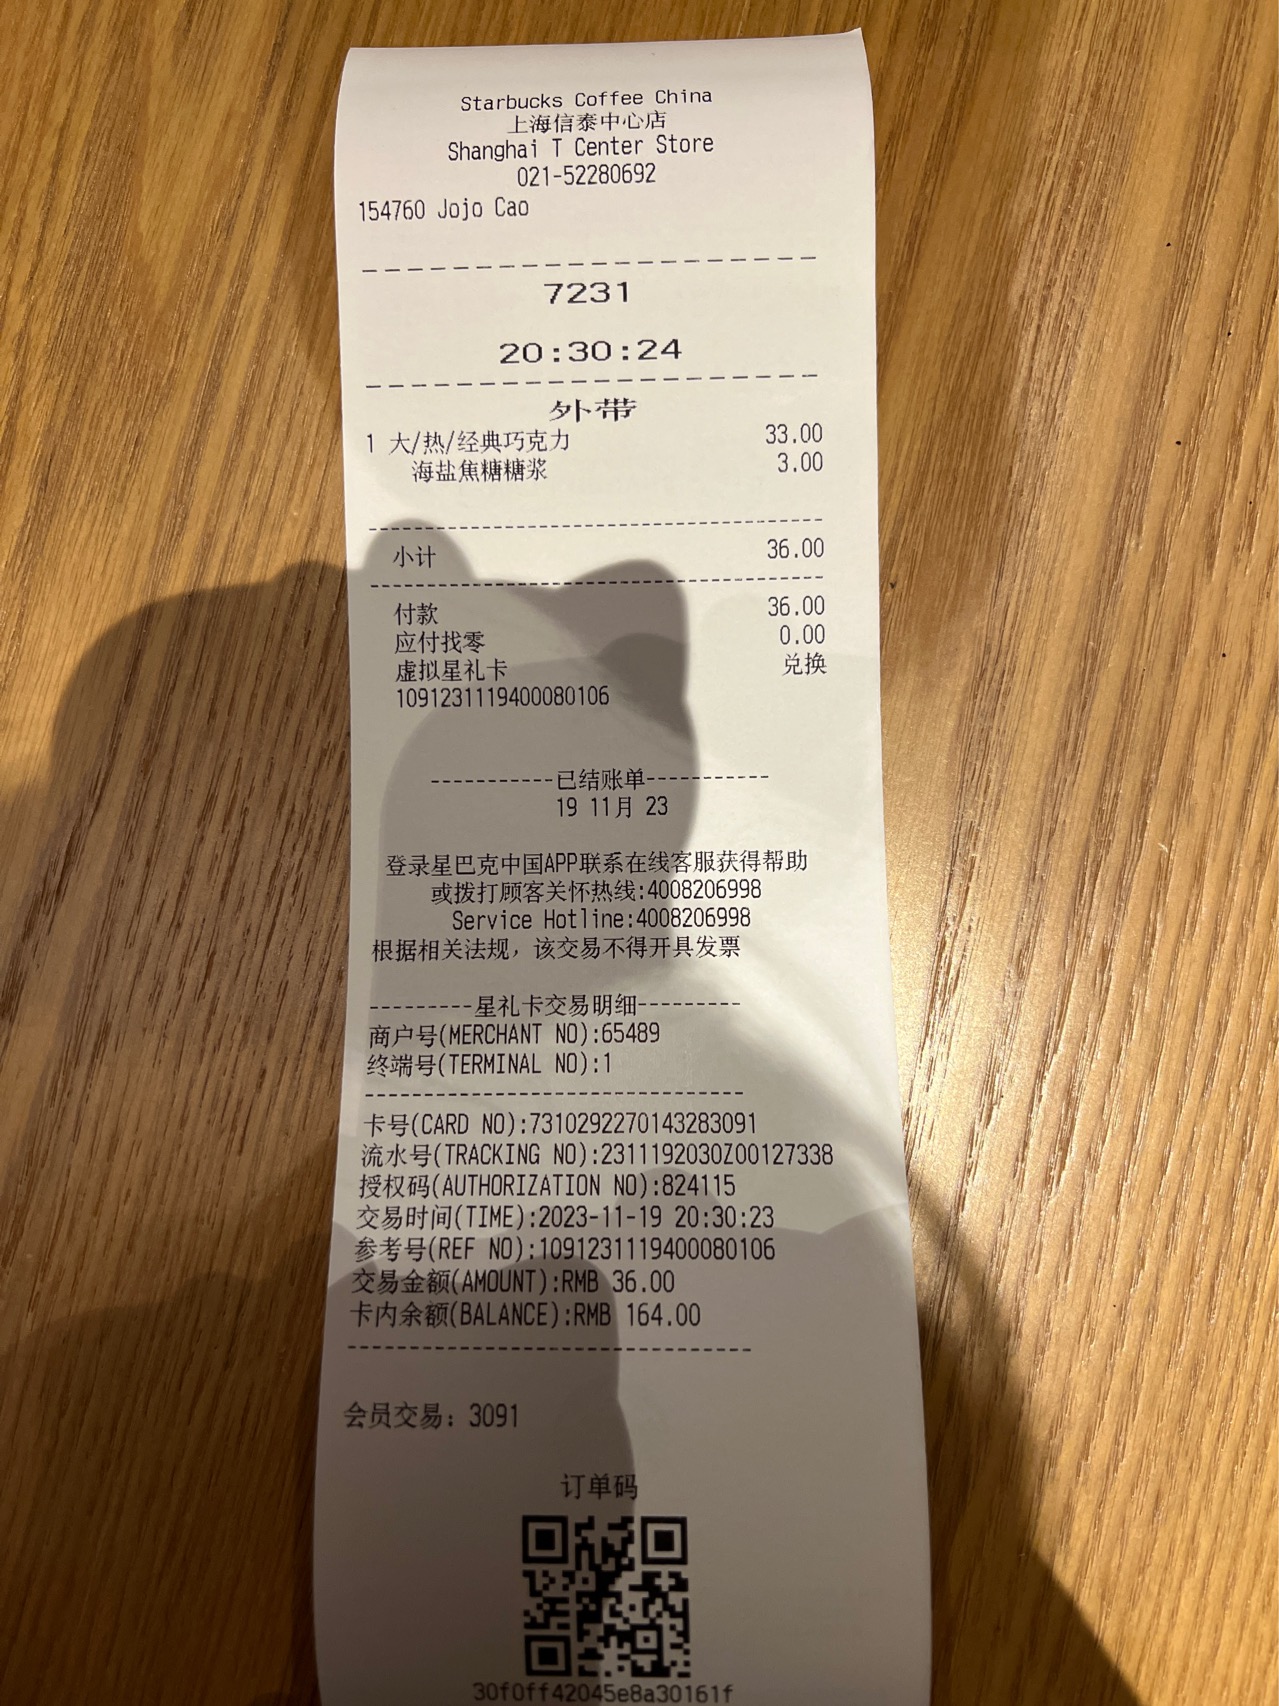 Starbucks Coffee China
上海信泰中心店
Shanghai T Center Store
021-52280692
154760 Jojo Cao
7231
20:30:24
外带
1 大/热/经典巧克力 33.00
海盐焦糖糖浆 3.00
小计 36.00
付款 36.00
应付找零 0.00
虚拟星礼卡 兑换
1091231119400080106
-----------已结账单-----------
19 11月 23
登录星巴克中国APP联系在线客服获得帮助
或拨打顾客关怀热线:4008206998
Service Hotline:4008206998
根据相关法规，该交易不得开具发票
---------星礼卡交易明细---------
商户号(MERCHANT NO):65489
终端号(TERMINAL NO):1
卡号(CARD NO):7310292270143283091
流水号(TRACKING NO):2311192030Z00127338
授权码(AUTHORIZATION NO):824115
交易时间(TIME):2023-11-19 20:30:23
参考号(REF NO):1091231119400080106
交易金额(AMOUNT):RMB 36.00
卡内余额(BALANCE):RMB 164.00
会员交易：3091
订单码
30f0ff42045e8a30161f